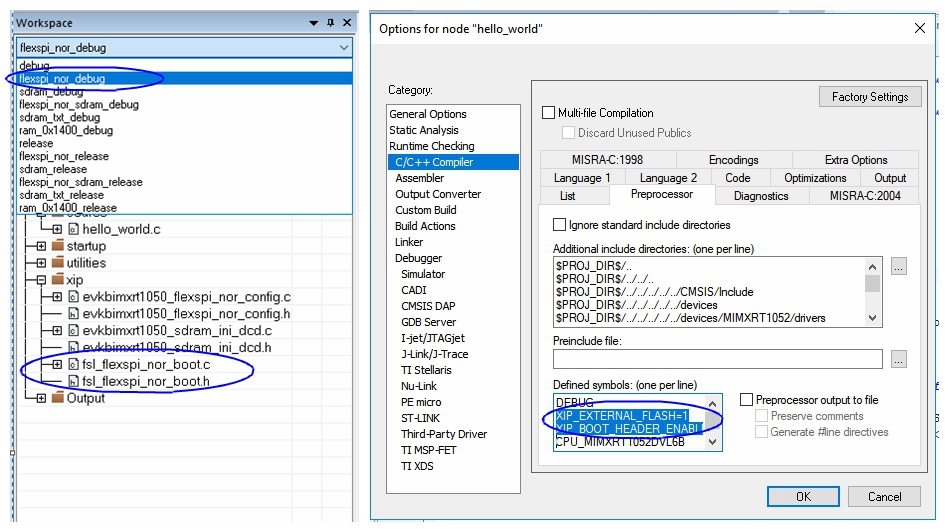 Workspace
flexspi_nor_debug
debug
flexspi_nor_debug
sdram_debug
flexspi_nor_sdram_debug
sdram_txt_debug
ram_0x1400_debug
release
flexspi_nor_release
sdram_release
flexspi_nor_sdram_release
sdram_txt_release
ram_0x1400_release
hello_world.c
startup
utilities
xip
evkbimxrt1050_flexspi_nor_config.c
evkbimxrt1050_flexspi_nor_config.h
evkbimxrt1050_sdram_ini_dcd.c
evkbimxrt1050_sdram_ini_dcd.h
fsl_flexspi_nor_boot.c
fsl_flexspi_nor_boot.h
Output
Options for node "hello_world"
Category:
General Options
Static Analysis
Runtime Checking
C/C++ Compiler
Assembler
Output Converter
Custom Build
Build Actions
Linker
Debugger
Simulator
CADI
CMSIS DAP
GDB Server
I-jet/JTAGjet
J-Link/J-Trace
TI Stellaris
Nu-Link
PE micro
ST-LINK
Third-Party Driver
TI MSP-FET
TI XDS
Factory Settings
Multi-file Compilation
Discard Unused Publics
MISRA-C:1998 Encodings Extra Options
Language 1 Language 2 Code Optimizations Output
List Preprocessor Diagnostics MISRA-C:2004
Ignore standard include directories
Additional include directories: (one per line)
$PROJ_DIR$/..
$PROJ_DIR$/../../..
$PROJ_DIR$/../../../../../CMSIS/Include
$PROJ_DIR$/../../../../../devices
$PROJ_DIR$/../../../../../devices/MIMXRT1052/drivers
...
Preinclude file:
...
Defined symbols: (one per line)
DEBUG
XIP_EXTERNAL_FLASH=1
XIP_BOOT_HEADER_ENABL
CPU_MIMXRT1052DVL6B
Preprocessor output to file
Preserve comments
Generate #line directives
OK Cancel